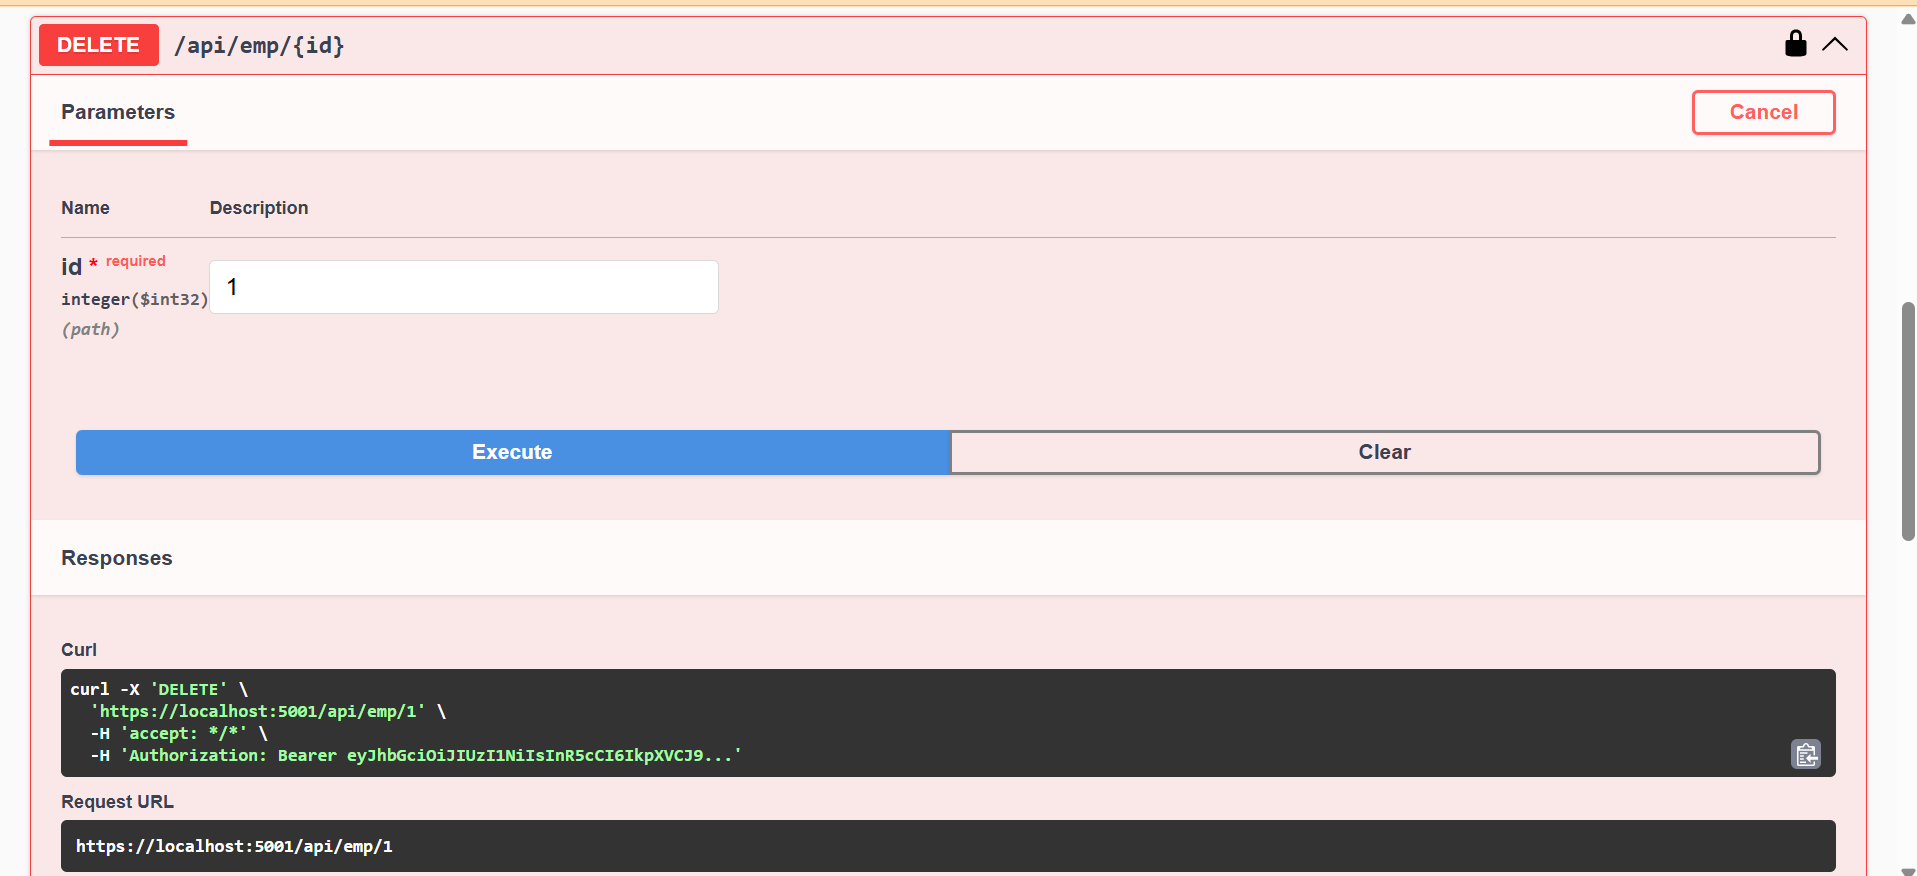 DELETE /api/emp/{id}
Parameters
Cancel
Name Description
id * required
integer($int32)
(path)
1
Execute Clear
Responses
Curl
curl -X 'DELETE' \
'https://localhost:5001/api/emp/1' \
-H 'accept: */*' \
-H 'Authorization: Bearer eyJhbGciOiJIUzI1NiIsInR5cCI6IkpXVCJ9...'
Request URL
https://localhost:5001/api/emp/1